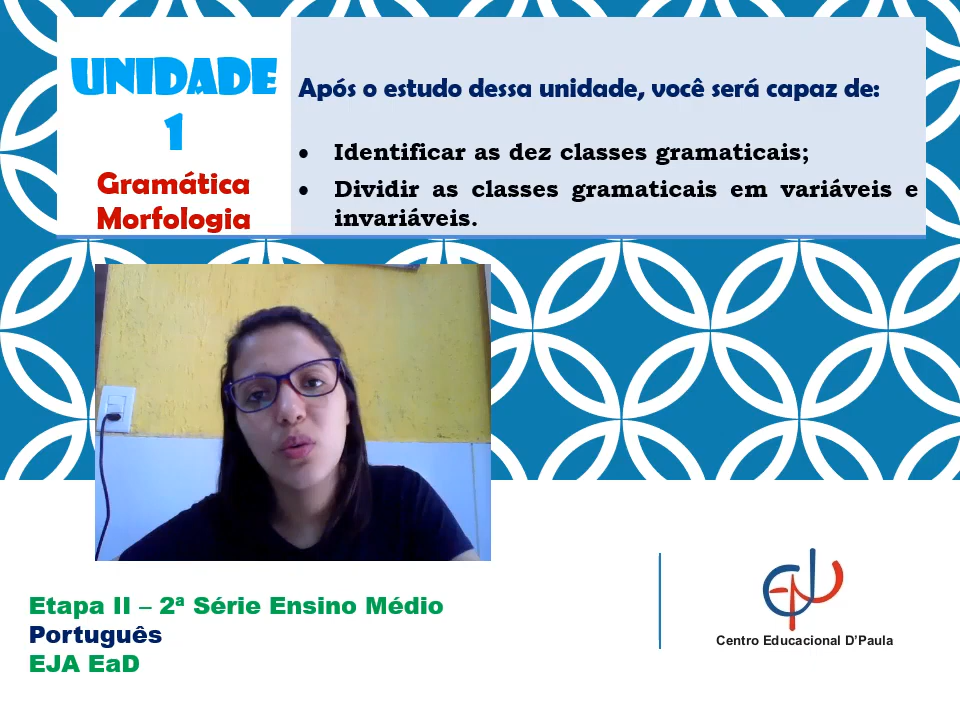 UNIDADE
1
Gramática
Morfologia
Após o estudo dessa unidade, você será capaz de:
• Identificar as dez classes gramaticais;
• Dividir as classes gramaticais em variáveis e
invariáveis.
Etapa II – 2ª Série Ensino Médio
Português
EJA EaD
Centro Educacional D'Paula